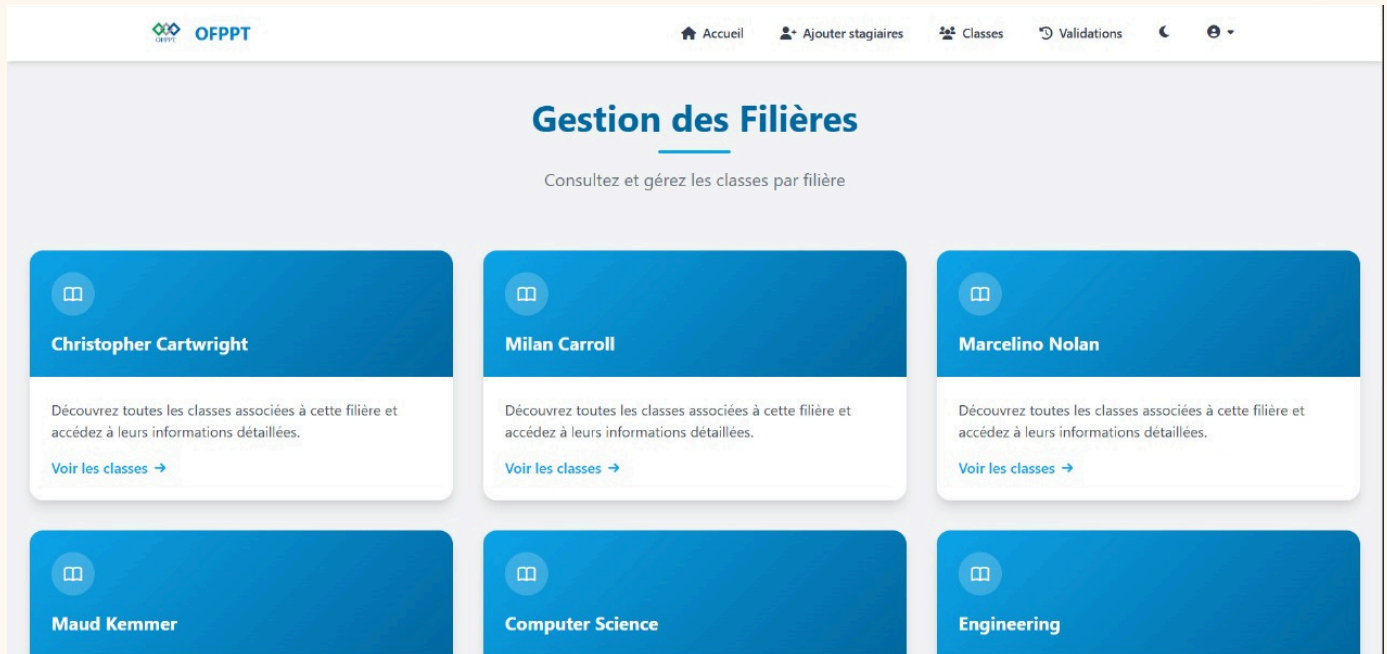 OFPPT
OFPPT
Accueil
Ajouter stagiaires
Classes
Validations
Gestion des Filières
Consultez et gérez les classes par filière
Christopher Cartwright
Découvrez toutes les classes associées à cette filière et
accédez à leurs informations détaillées.
Voir les classes →
Milan Carroll
Découvrez toutes les classes associées à cette filière et
accédez à leurs informations détaillées.
Voir les classes →
Marcelino Nolan
Découvrez toutes les classes associées à cette filière et
accédez à leurs informations détaillées.
Voir les classes →
Maud Kemmer
Computer Science
Engineering